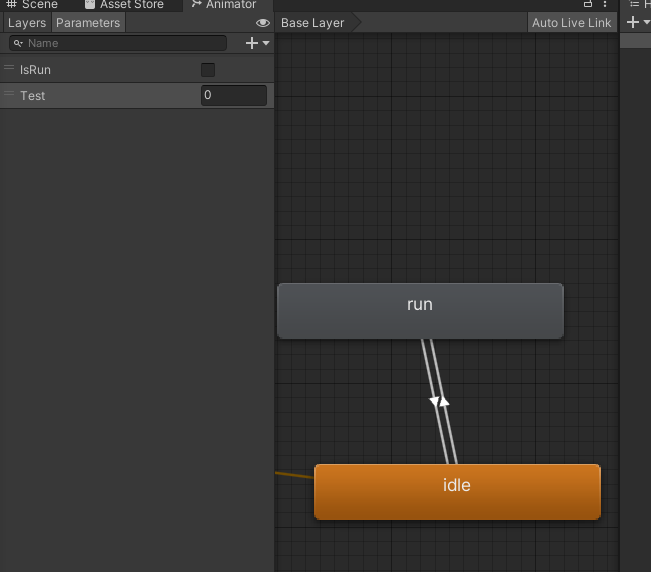 Scene Asset Store Animator
Layers Parameters Base Layer Auto Live Link
Name
IsRun
Test 0
run
idle